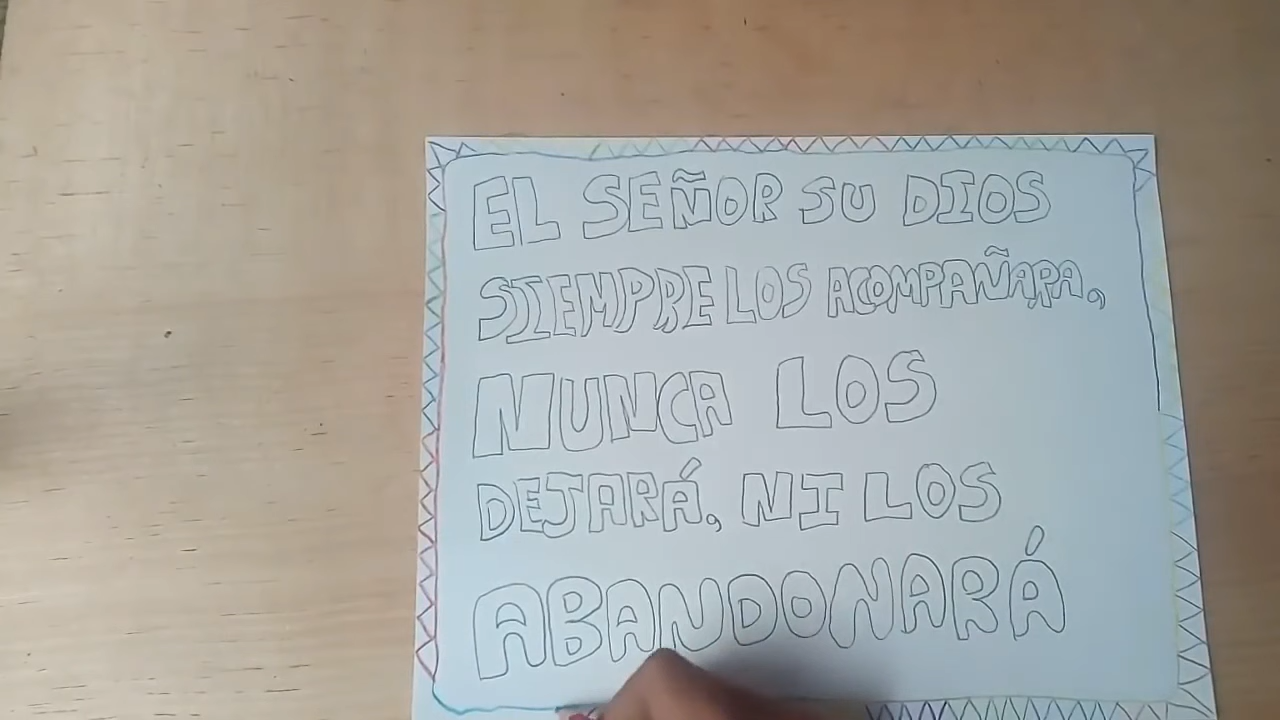 EL SEÑOR SU DIOS
SIEMPRE LOS ACOMPAÑARA,
NUNCA LOS
DEJARÁ, NI LOS
ABANDONARÁ